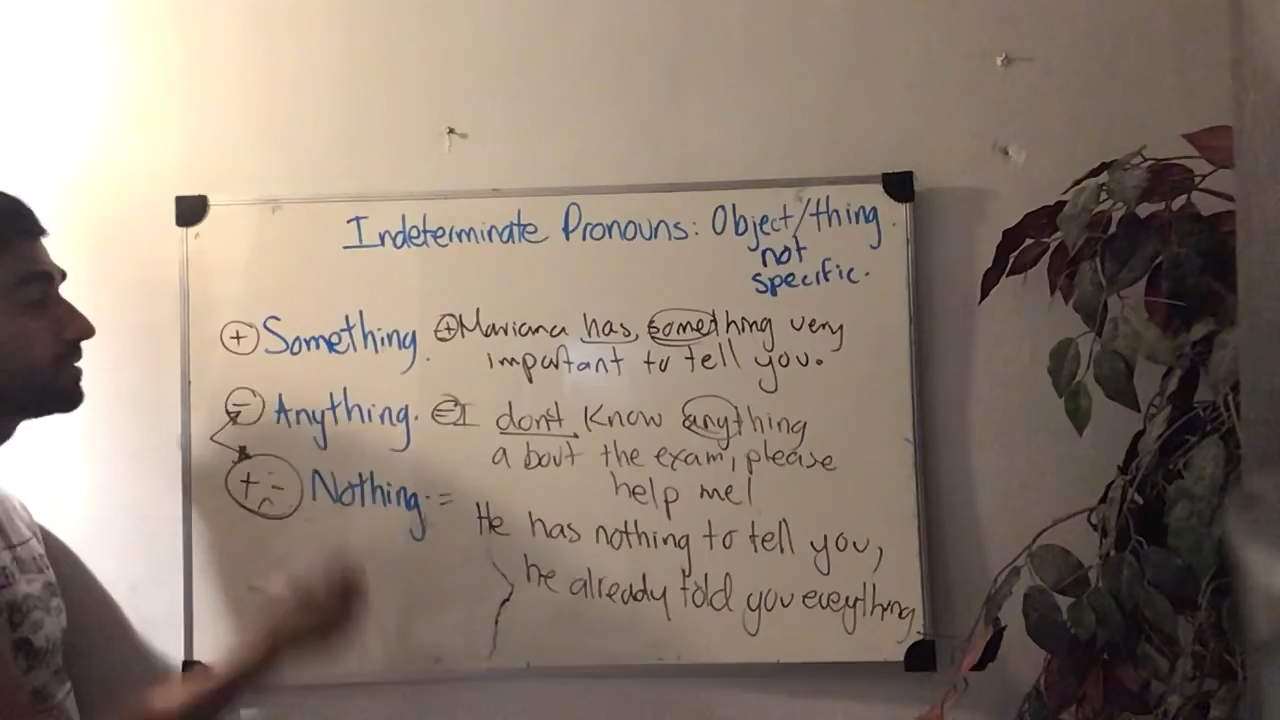 Indeterminate Pronouns: Object/thing
not
specific.
+ Something. + Mariana has something very
important to tell you.
- Anything. - I don't know anything
about the exam, please
help me!
+ - Nothing. =
He has nothing to tell you,
he already told you eveything